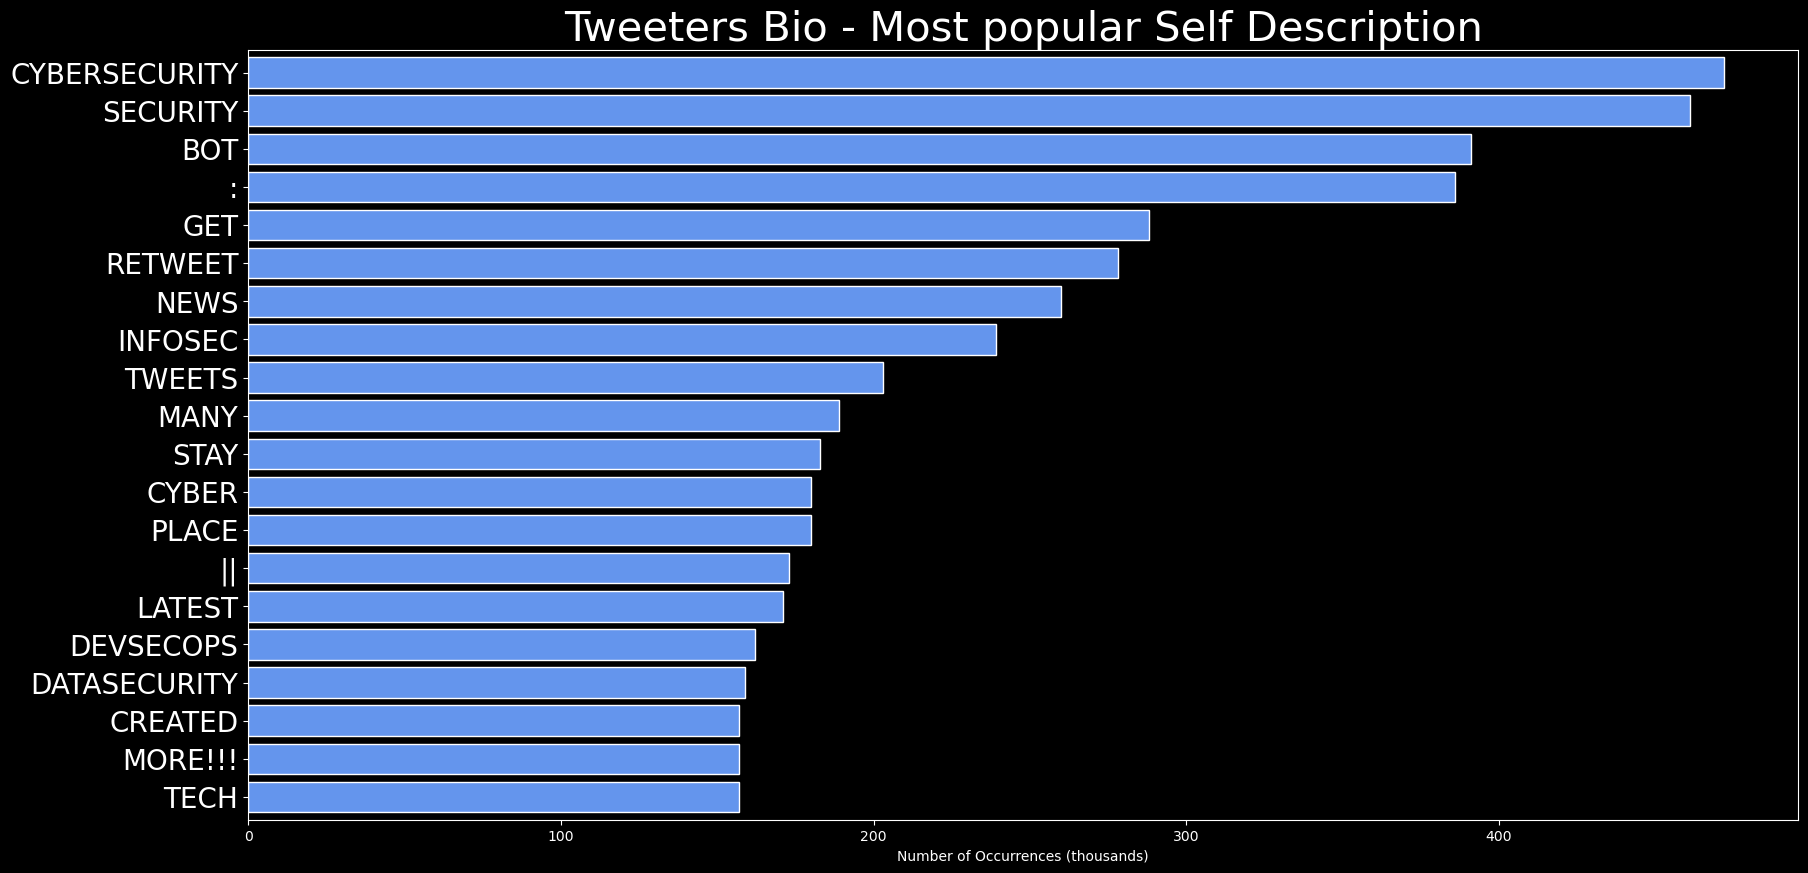 Tweeters Bio - Most popular Self Description
CYBERSECURITY
SECURITY
BOT
:
GET
RETWEET
NEWS
INFOSEC
TWEETS
MANY
STAY
CYBER
PLACE
||
LATEST
DEVSECOPS
DATASECURITY
CREATED
MORE!!!
TECH
0 100 200 300 400
Number of Occurrences (thousands)